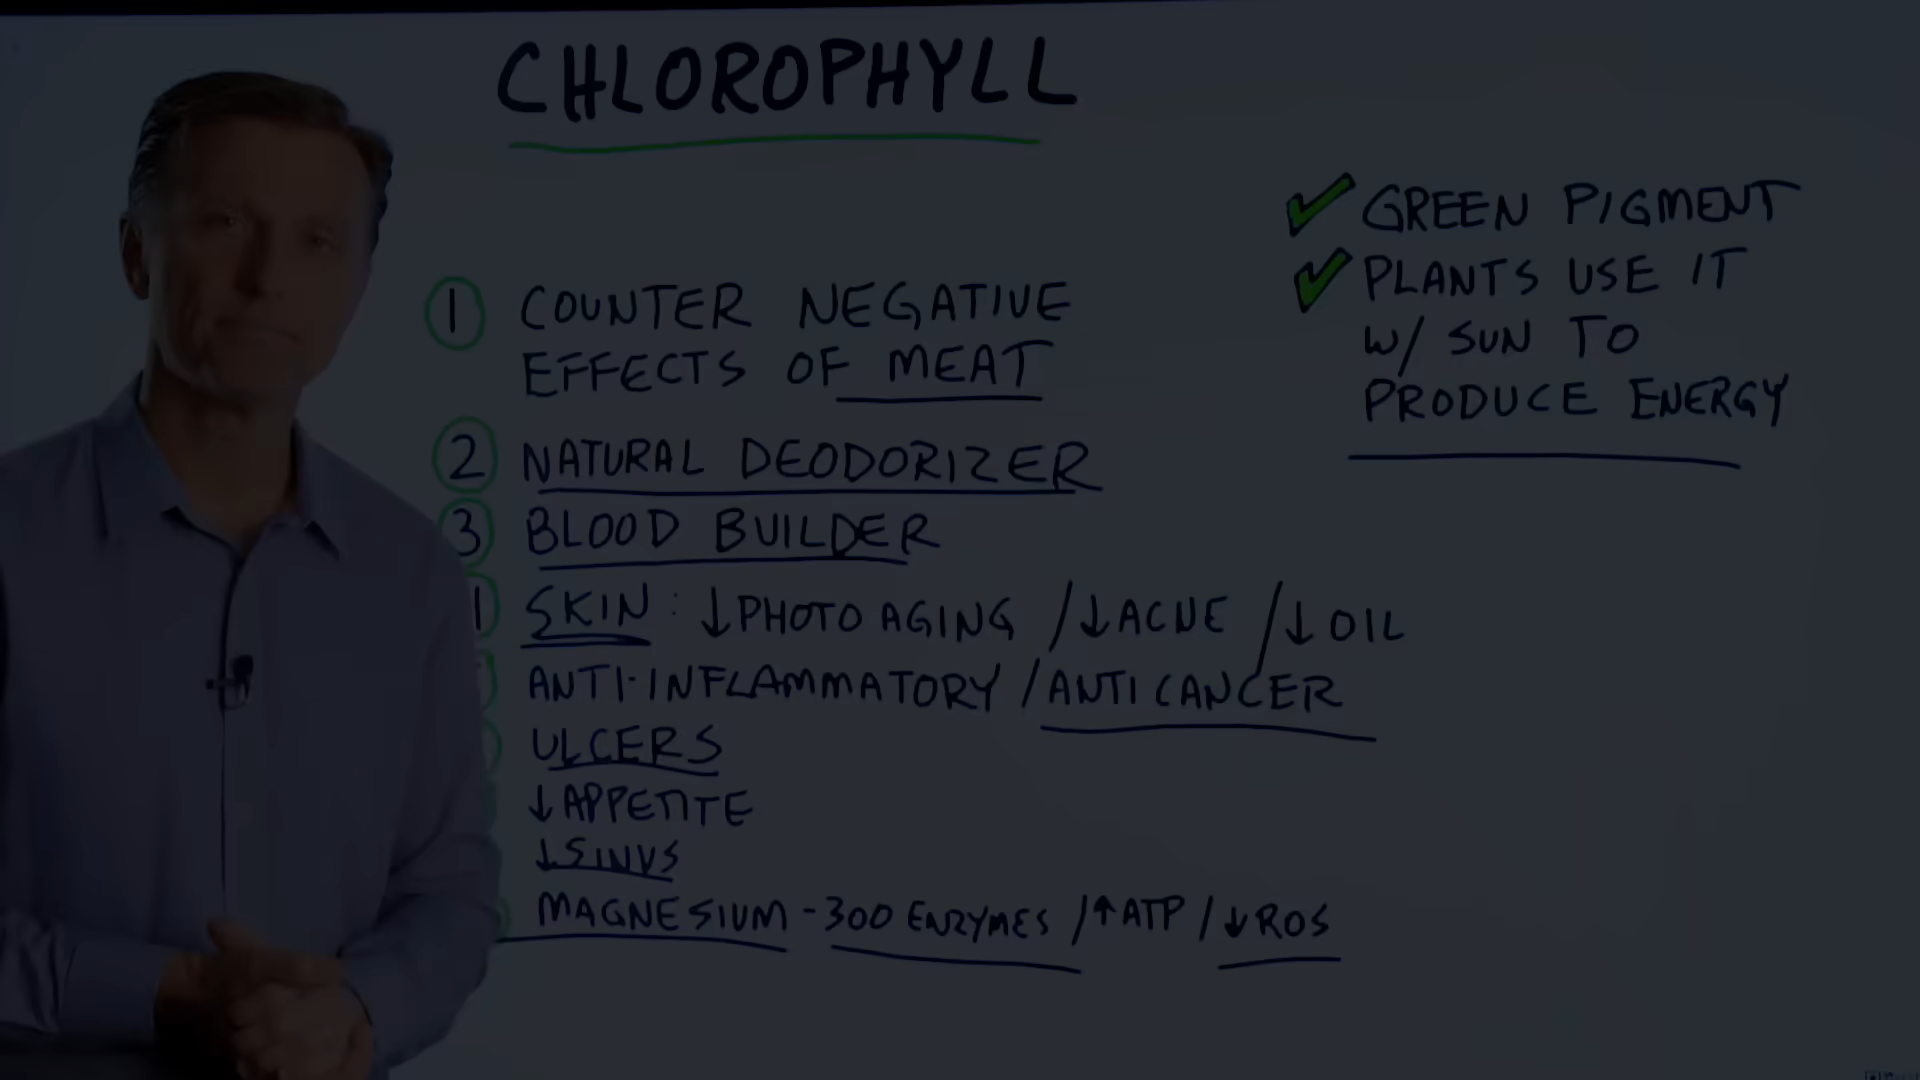 CHLOROPHYLL
✔ GREEN PIGMENT
✔ PLANTS USE IT
W/ SUN TO
PRODUCE ENERGY
1 COUNTER NEGATIVE
EFFECTS OF MEAT
2 NATURAL DEODORIZER
3 BLOOD BUILDER
SKIN: ↓PHOTO AGING /↓ACNE /↓OIL
ANTI-INFLAMMATORY / ANTI CANCER
ULCERS
↓APPETITE
↓SINUS
MAGNESIUM - 300 ENZYMES /↑ATP /↓ROS